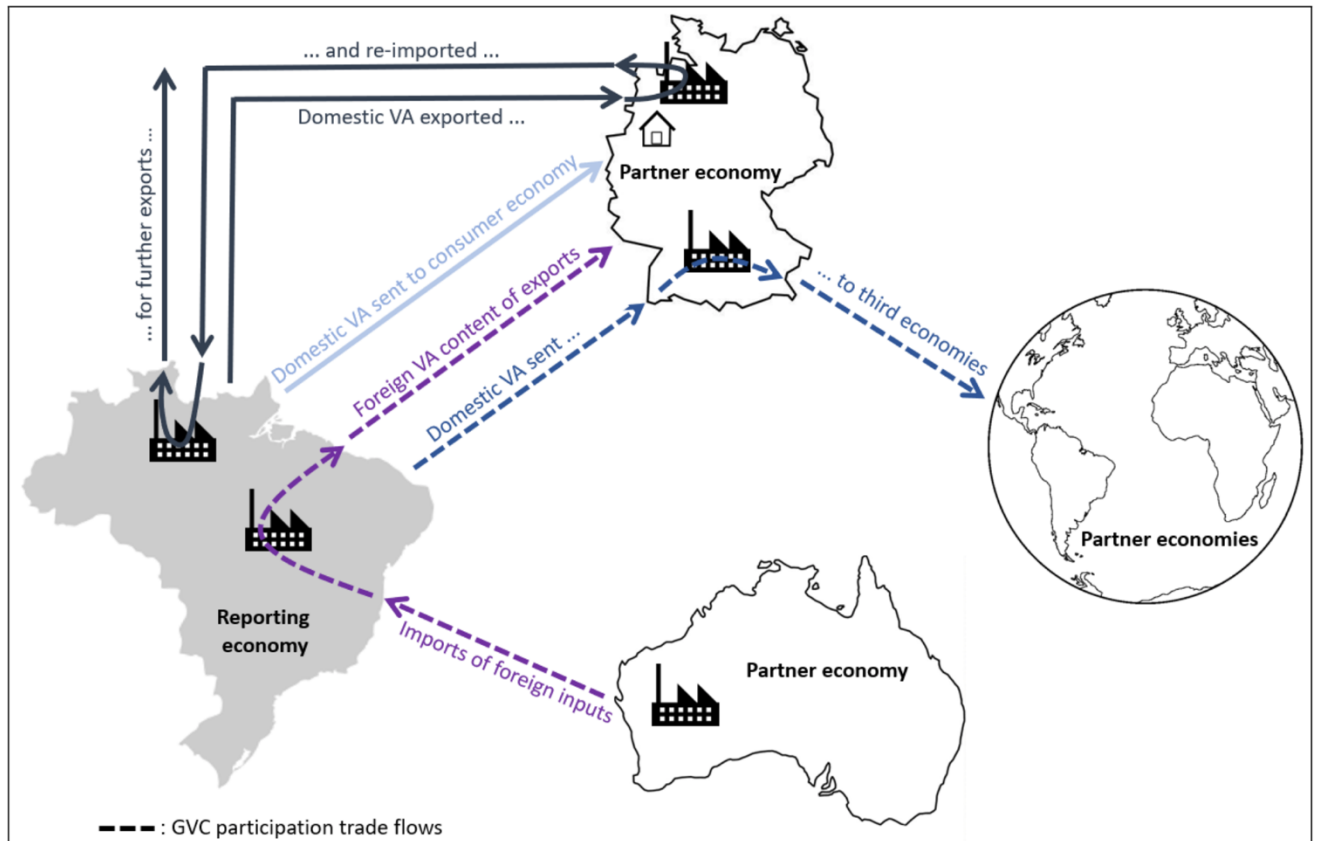 ... and re-imported ...
Domestic VA exported ...
... for further exports ...
Partner economy
Domestic VA sent to consumer economy
Foreign VA content of exports
Domestic VA sent ...
... to third economies
Partner economies
Reporting
economy
Imports of foreign inputs
Partner economy
: GVC participation trade flows